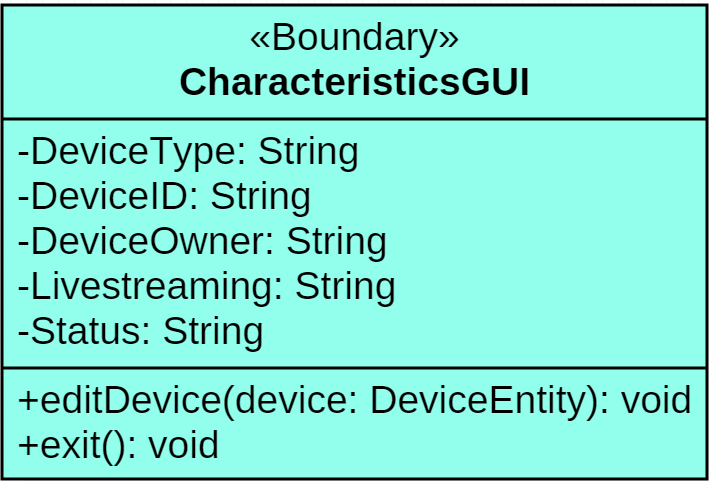 «Boundary»
CharacteristicsGUI
-DeviceType: String
-DeviceID: String
-DeviceOwner: String
-Livestreaming: String
-Status: String
+editDevice(device: DeviceEntity): void
+exit(): void